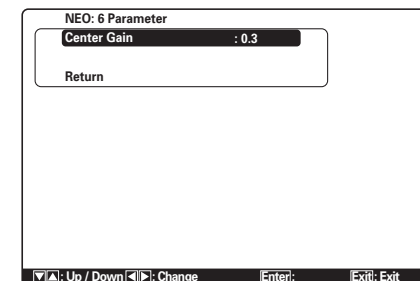 NEO: 6 Parameter
Center Gain : 0.3
Return
▼▲: Up / Down ◀▶: Change Enter: Exit: Exit